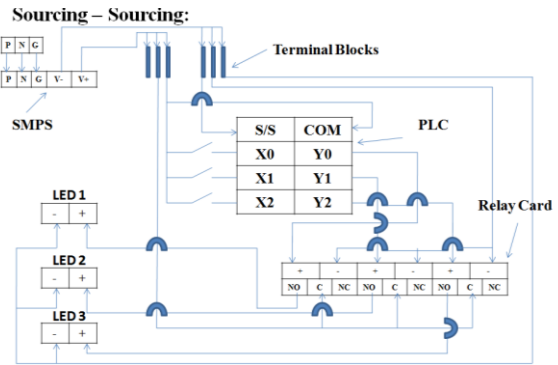 Sourcing – Sourcing:
P N G
P N G V- V+
SMPS
Terminal Blocks
S/S COM
X0 Y0
X1 Y1
X2 Y2
PLC
Relay Card
LED 1
- +
LED 2
- +
LED 3
- +
+ - + - + -
NO C NC NO C NC NO C NC